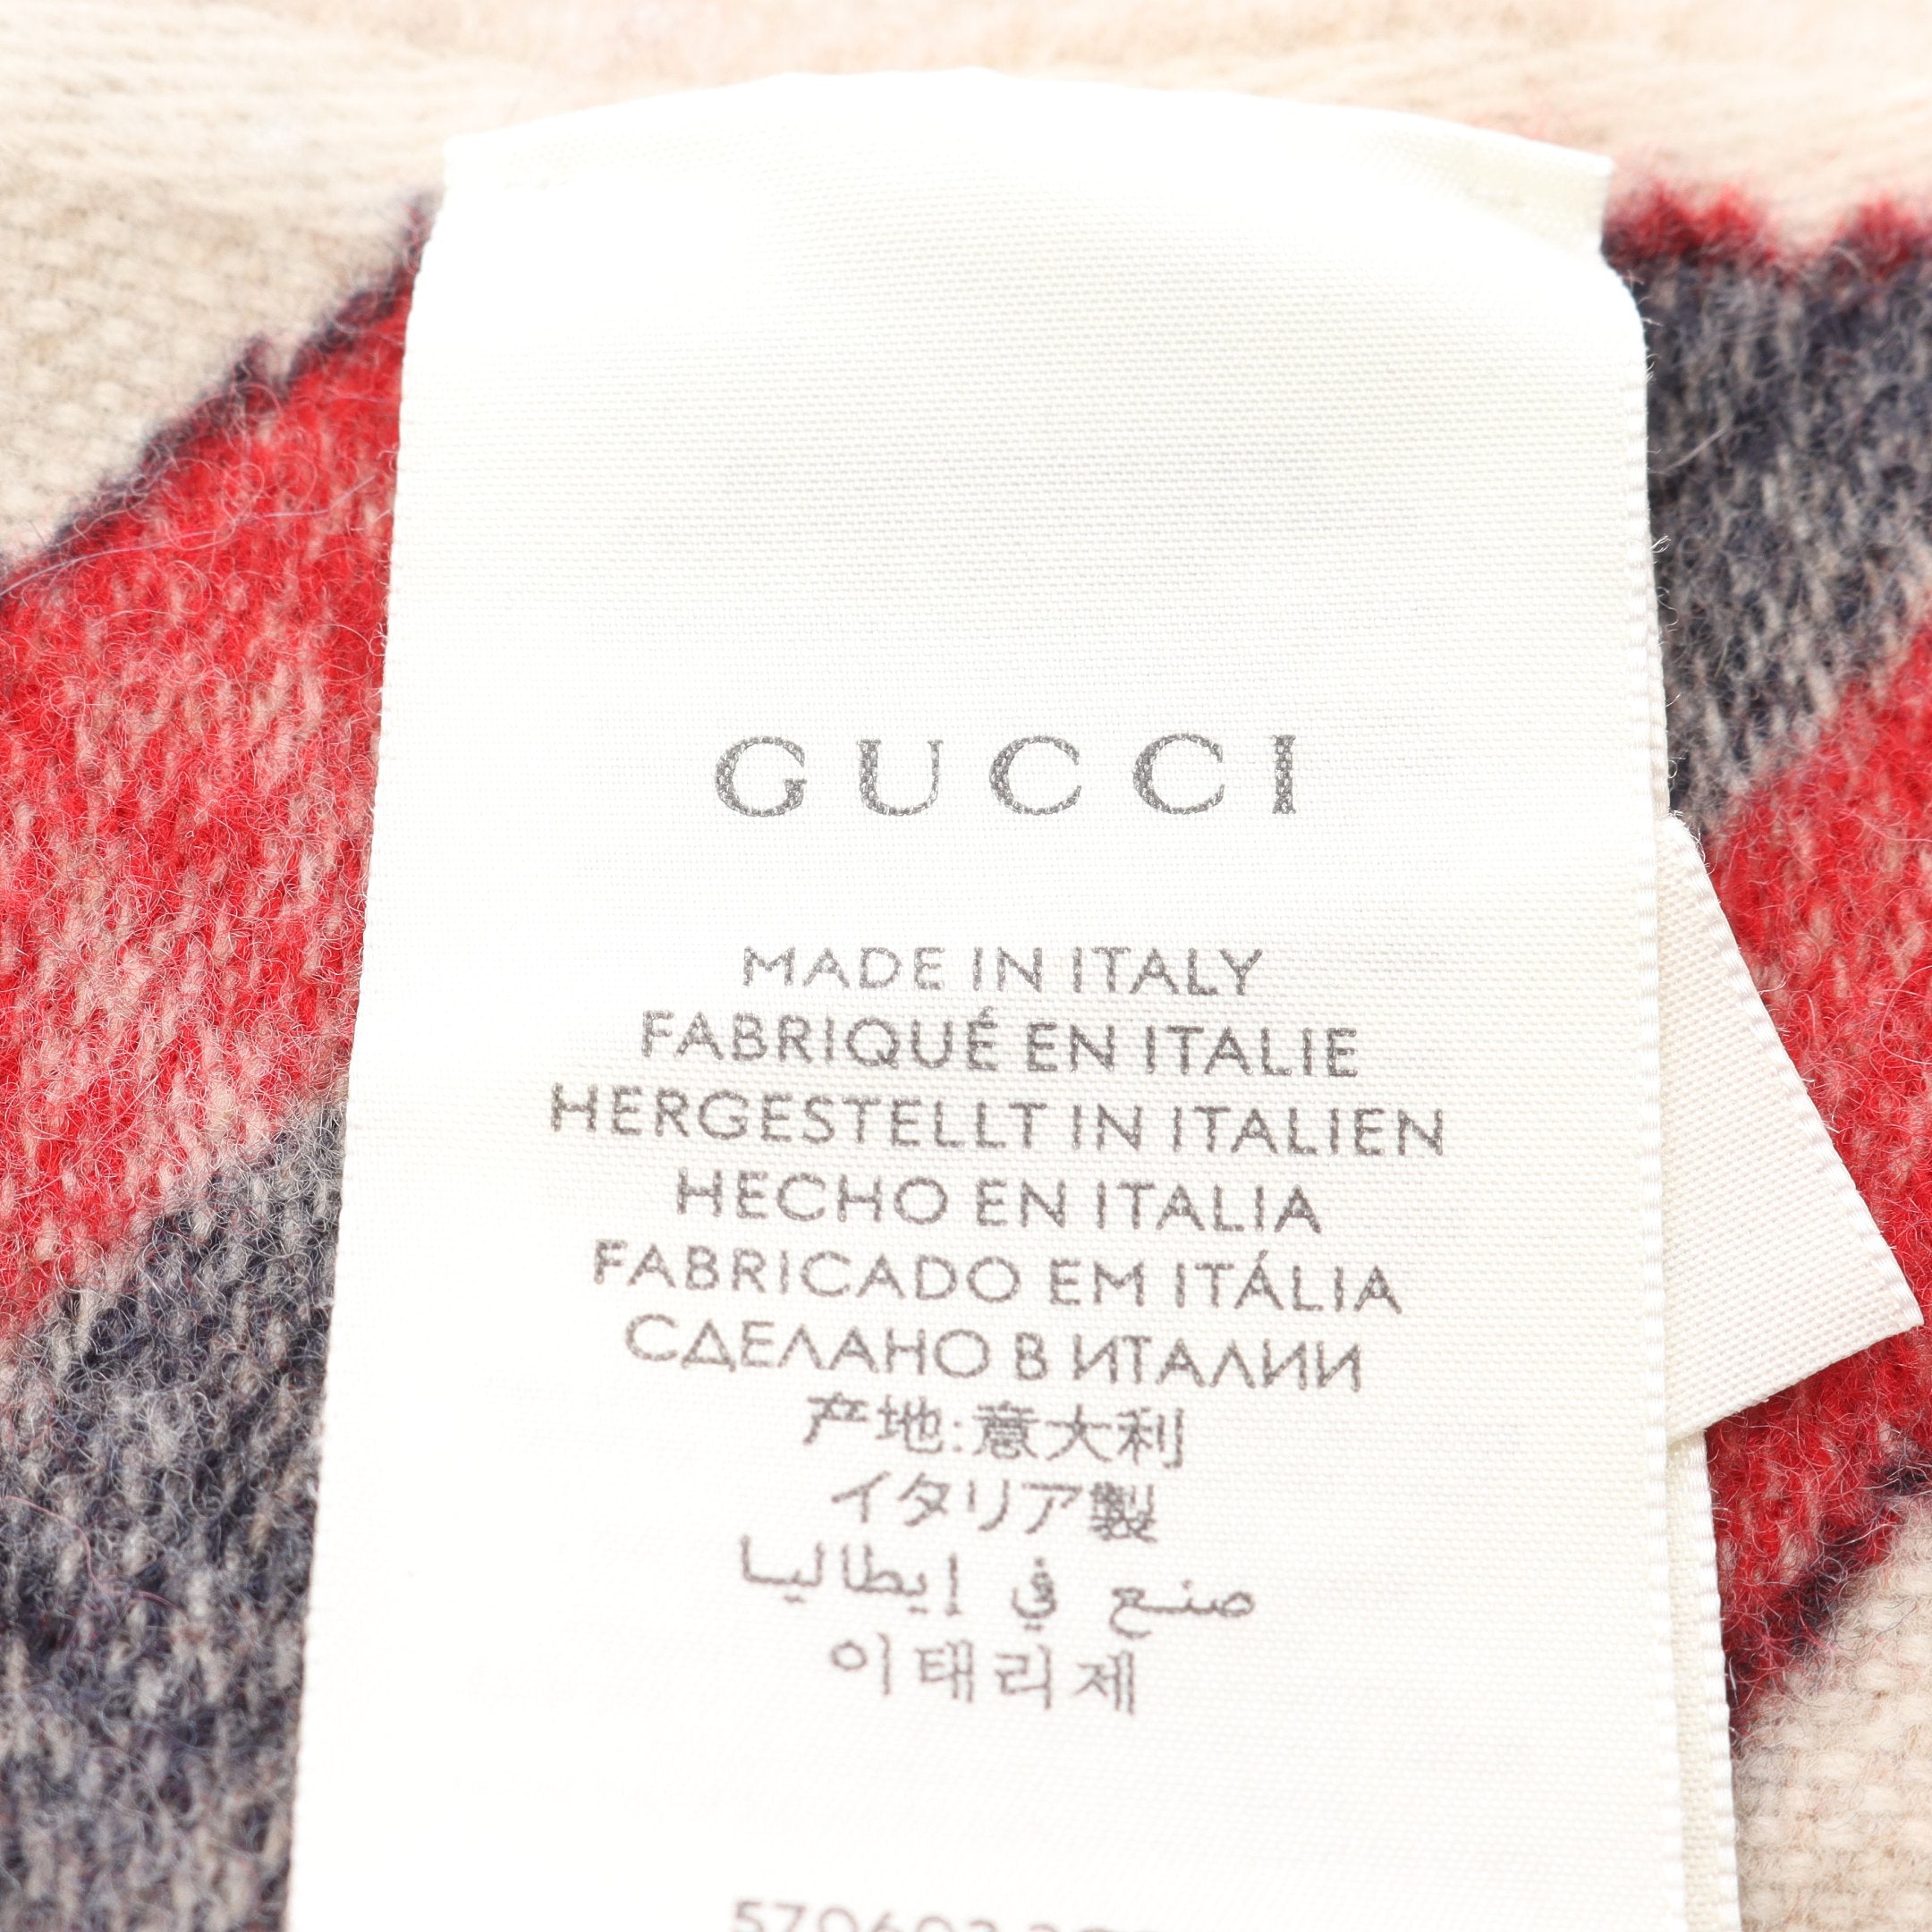 GUCCI
MADE IN ITALY
FABRIQUÉ EN ITALIE
HERGESTELLT IN ITALIEN
HECHO EN ITALIA
FABRICADO EM ITÁLIA
СДЕЛАНО В ИТАЛИИ
产地:意大利
イタリア製
صنع في إيطاليا
이태리제